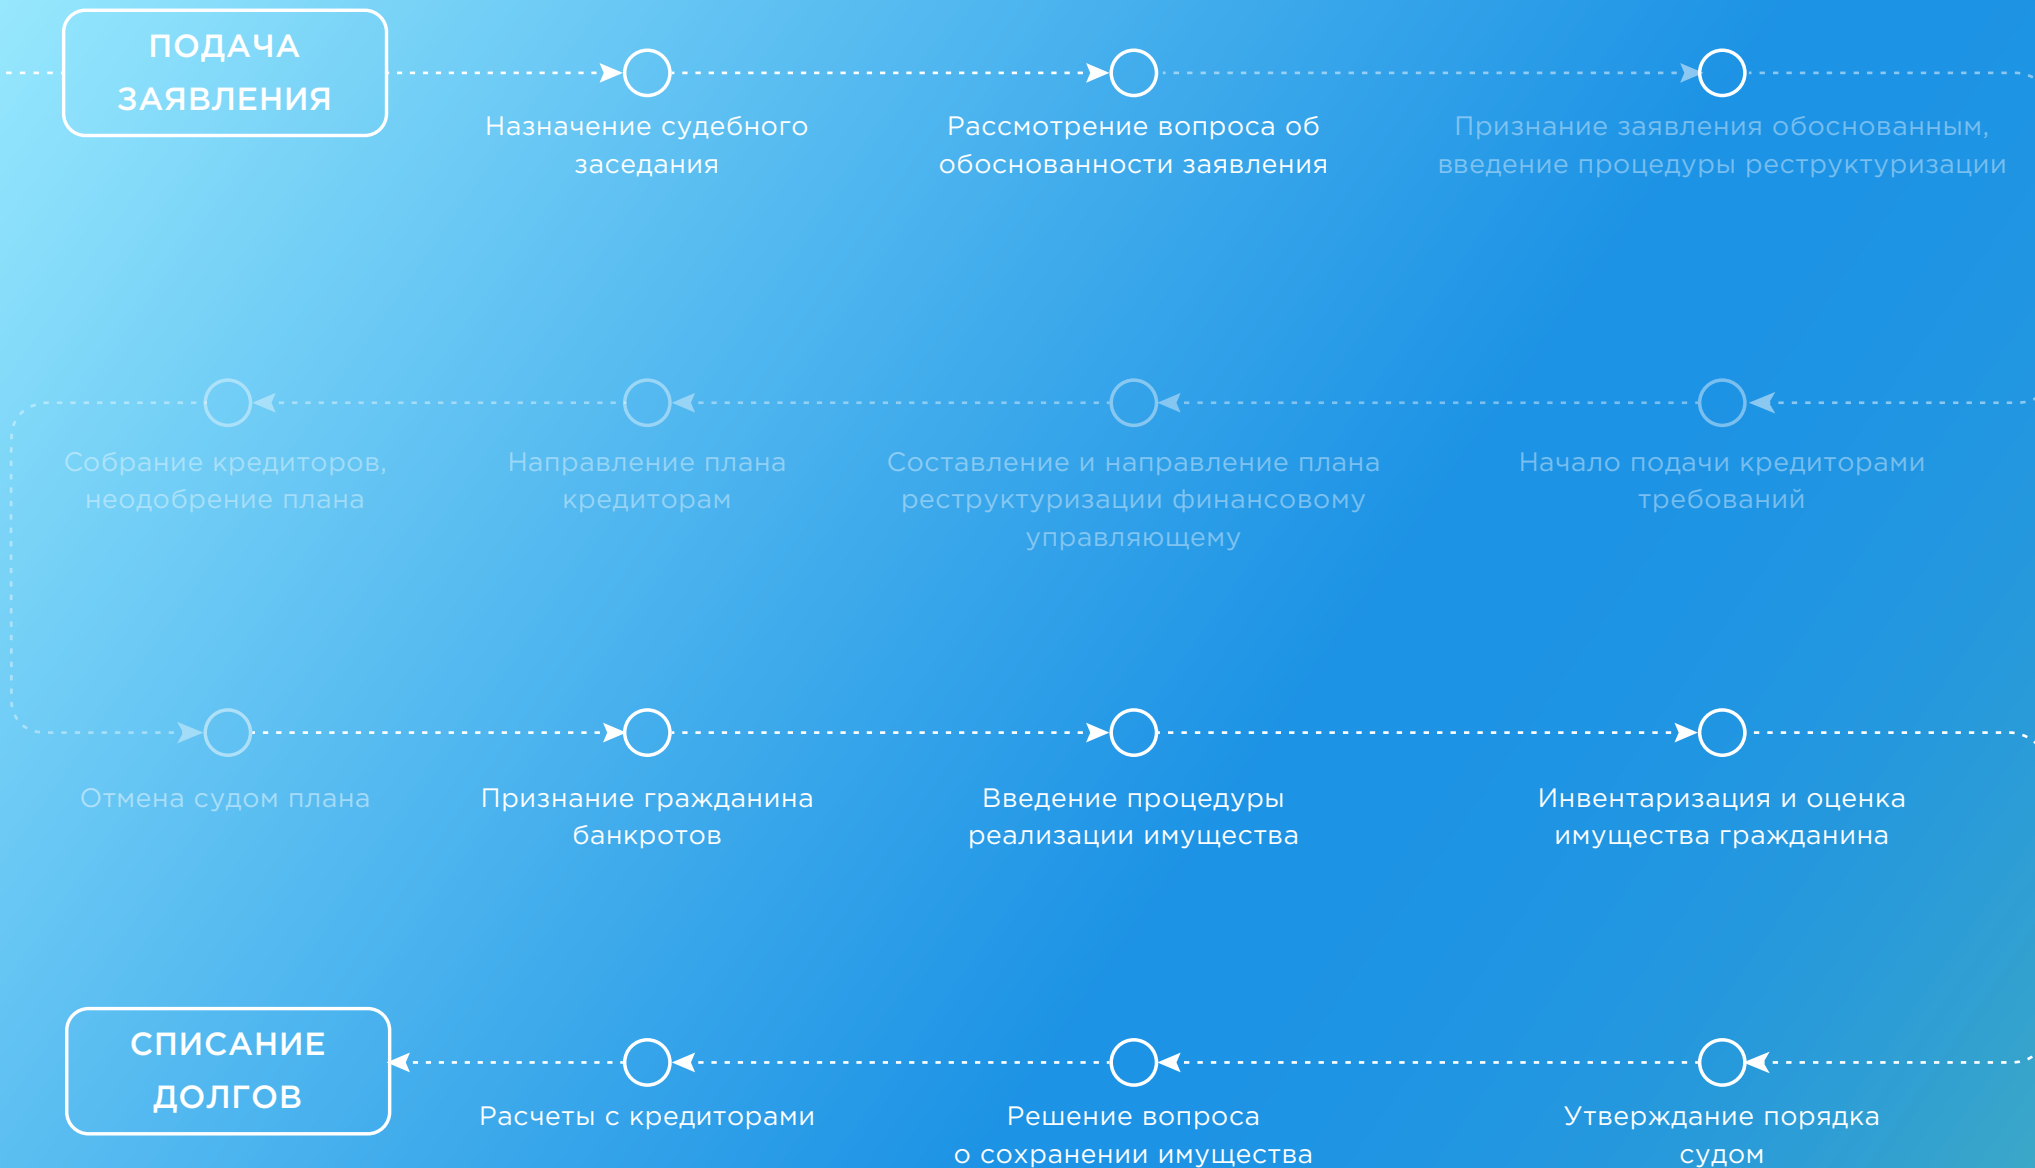 ПОДАЧА
ЗАЯВЛЕНИЯ
Назначение судебного
заседания
Рассмотрение вопроса об
обоснованности заявления
Признание заявления обоснованным,
введение процедуры реструктуризации
Начало подачи кредиторами
требований
Составление и направление плана
реструктуризации финансовому
управляющему
Направление плана
кредиторам
Собрание кредиторов,
неодобрение плана
Отмена судом плана
Признание гражданина
банкротов
Введение процедуры
реализации имущества
Инвентаризация и оценка
имущества гражданина
Утверждание порядка
судом
Решение вопроса
о сохранении имущества
Расчеты с кредиторами
СПИСАНИЕ
ДОЛГОВ